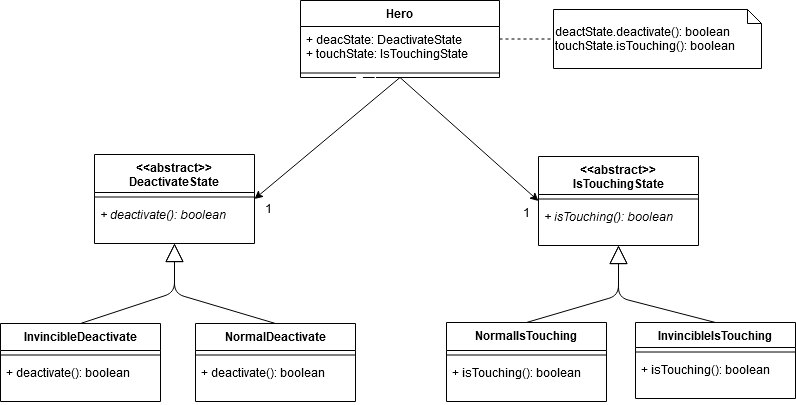 Hero
+ deacState: DeactivateState
+ touchState: IsTouchingState
deactState.deactivate(): boolean
touchState.isTouching(): boolean
<<abstract>>
DeactivateState
+ deactivate(): boolean
1
<<abstract>>
IsTouchingState
+ isTouching(): boolean
1
InvincibleDeactivate
+ deactivate(): boolean
NormalDeactivate
+ deactivate(): boolean
NormalIsTouching
+ isTouching(): boolean
InvincibleIsTouching
+ isTouching(): boolean